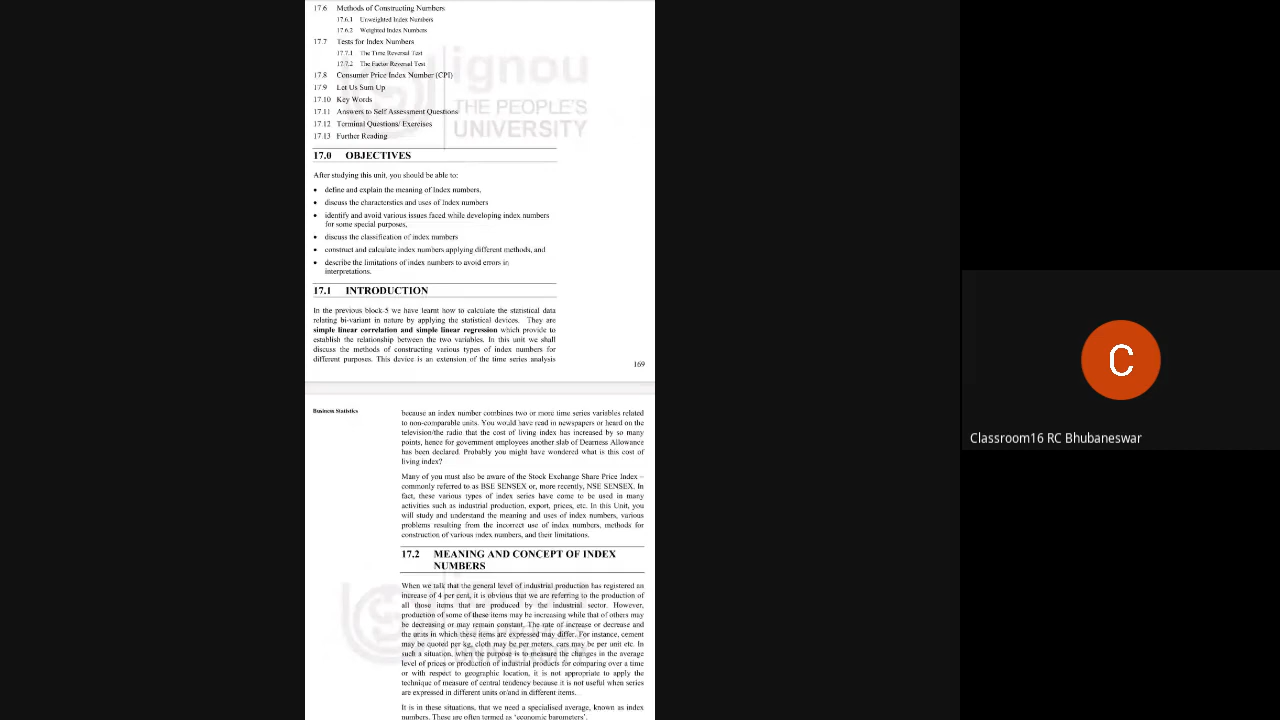 17.6 Methods of Constructing Numbers
17.6.1 Unweighted Index Numbers
17.6.2 Weighted Index Numbers
17.7 Tests for Index Numbers
17.7.1 The Time Reversal Test
17.7.2 The Factor Reversal Test
17.8 Consumer Price Index Number (CPI)
17.9 Let Us Sum Up
17.10 Key Words
17.11 Answers to Self Assessment Questions
17.12 Terminal Questions/ Exercises
17.13 Further Reading
ignou
THE PEOPLE'S
UNIVERSITY
17.0 OBJECTIVES
After studying this unit, you should be able to:
• define and explain the meaning of Index numbers,
• discuss the characterstics and uses of Index numbers
• identify and avoid various issues faced while developing index numbers
for some special purposes,
• discuss the classification of index numbers
• construct and calculate index numbers applying different methods, and
• describe the limitations of index numbers to avoid errors in
interpretations.
17.1 INTRODUCTION
In the previous block-5 we have learnt how to calculate the statistical data
relating bi-variant in nature by applying the statistical devices. They are
simple linear correlation and simple linear regression which provide to
establish the relationship between the two variables. In this unit we shall
discuss the methods of constructing various types of index numbers for
different purposes. This device is an extension of the time series analysis
169
Business Statistics
because an index number combines two or more time series variables related
to non-comparable units. You would have read in newspapers or heard on the
television/the radio that the cost of living index has increased by so many
points, hence for government employees another slab of Dearness Allowance
has been declared. Probably you might have wondered what is this cost of
living index?
Many of you must also be aware of the Stock Exchange Share Price Index –
commonly referred to as BSE SENSEX or, more recently, NSE SENSEX. In
fact, these various types of index series have come to be used in many
activities such as industrial production, export, prices, etc. In this Unit, you
will study and understand the meaning and uses of index numbers, various
problems resulting from the incorrect use of index numbers, methods for
construction of various index numbers, and their limitations.
17.2 MEANING AND CONCEPT OF INDEX
NUMBERS
When we talk that the general level of industrial production has registered an
increase of 4 per cent, it is obvious that we are referring to the production of
all those items that are produced by the industrial sector. However,
production of some of these items may be increasing while that of others may
be decreasing or may remain constant. The rate of increase or decrease and
the units in which these items are expressed may differ. For instance, cement
may be quoted per kg, cloth may be per meters, cars may be per unit etc. In
such a situation, when the purpose is to measure the changes in the average
level of prices or production of industrial products for comparing over a time
or with respect to geographic location, it is not appropriate to apply the
technique of measure of central tendency because it is not useful when series
are expressed in different units or/and in different items.
It is in these situations, that we need a specialised average, known as index
numbers. These are often termed as 'economic barometers'.
C
Classroom16 RC Bhubaneswar